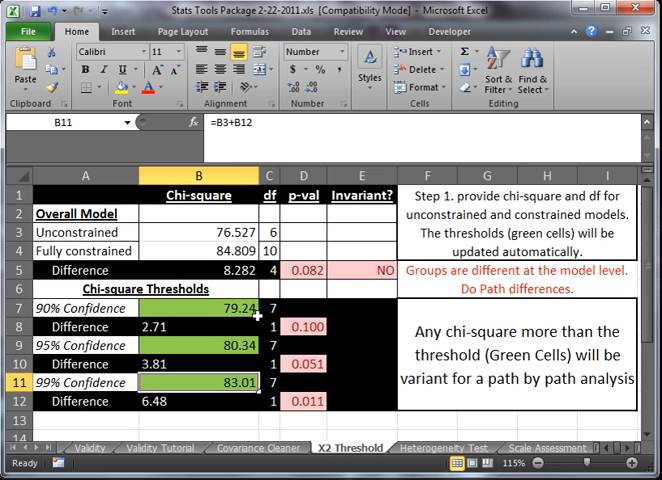 Stats Tools Package 2-22-2011.xls [Compatibility Mode] - Microsoft Excel
File Home Insert Page Layout Formulas Data Review View Developer
Paste
Calibri 11
B I U
Number
$ % ,
Styles
Insert
Delete
Format
Sort & Filter
Find & Select
Clipboard Font Alignment Number Cells Editing
B11 fx =B3+B12
A B C D E F G H I
1 Chi-square df p-val Invariant?
2 Overall Model
3 Unconstrained 76.527 6
4 Fully constrained 84.809 10
5 Difference 8.282 4 0.082 NO
6 Chi-square Thresholds
7 90% Confidence 79.24 7
8 Difference 2.71 1 0.100
9 95% Confidence 80.34 7
10 Difference 3.81 1 0.051
11 99% Confidence 83.01 7
12 Difference 6.48 1 0.011
13
14
Step 1. provide chi-square and df for
unconstrained and constrained models.
The thresholds (green cells) will be
updated automatically.
Groups are different at the model level.
Do Path differences.
Any chi-square more than the
threshold (Green Cells) will be
variant for a path by path analysis
Validity Validity Tutorial Covariance Cleaner X2 Threshold Heterogeneity Test Scale Assessment
Ready 115%